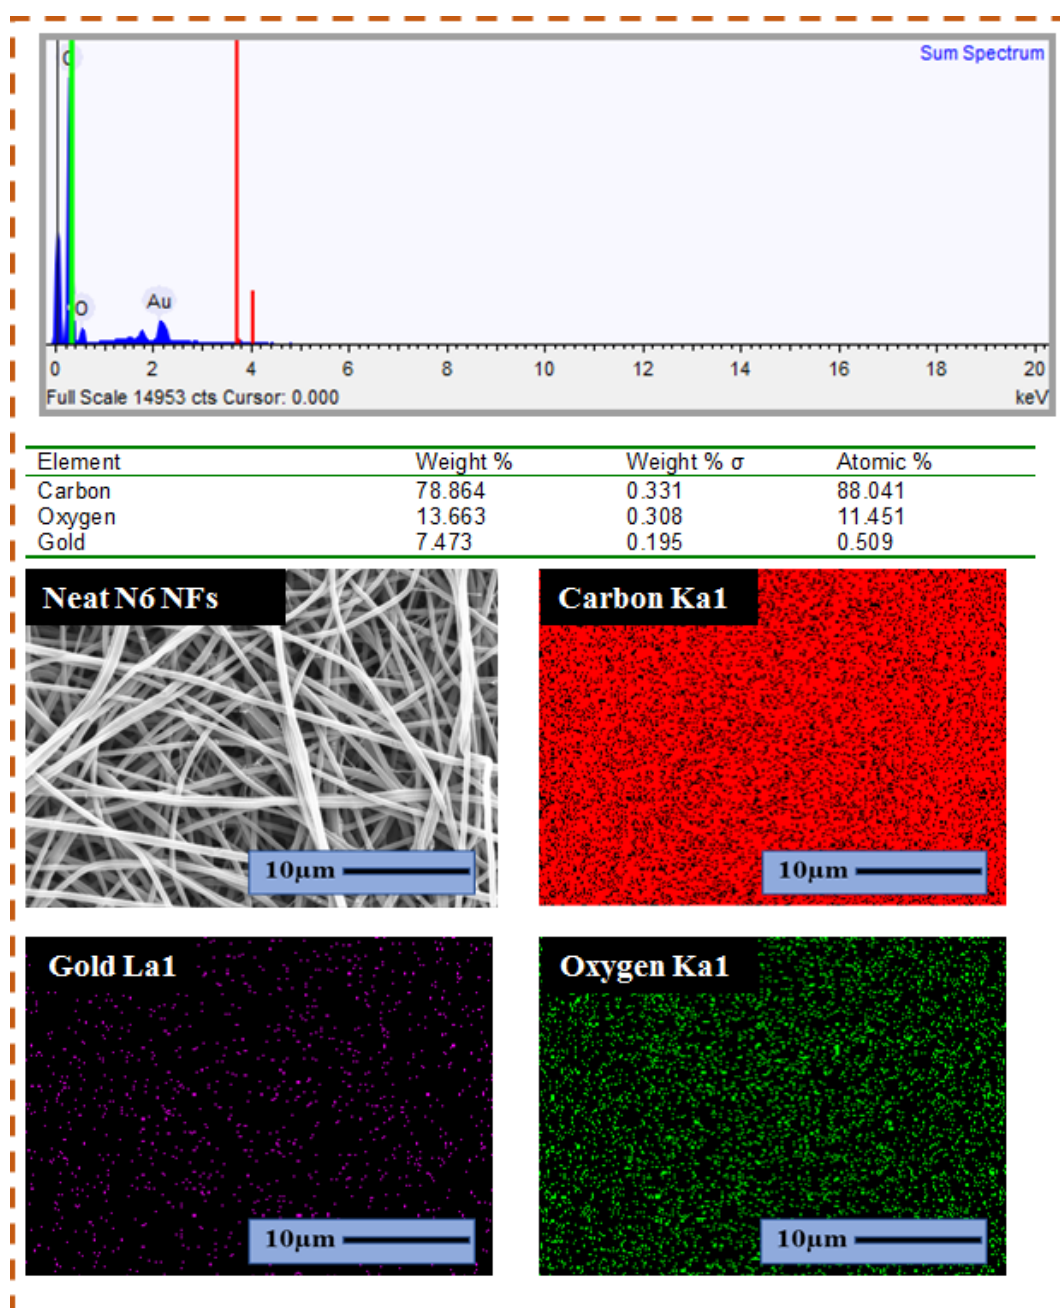 Sum Spectrum
C
O
Au
0 2 4 6 8 10 12 14 16 18 20
Full Scale 14953 cts Cursor: 0.000 keV
Element Weight % Weight % σ Atomic %
Carbon 78.864 0.331 88.041
Oxygen 13.663 0.308 11.451
Gold 7.473 0.195 0.509
Neat N6 NFs
Carbon Ka1
10μm
10μm
Gold La1
Oxygen Ka1
10μm
10μm